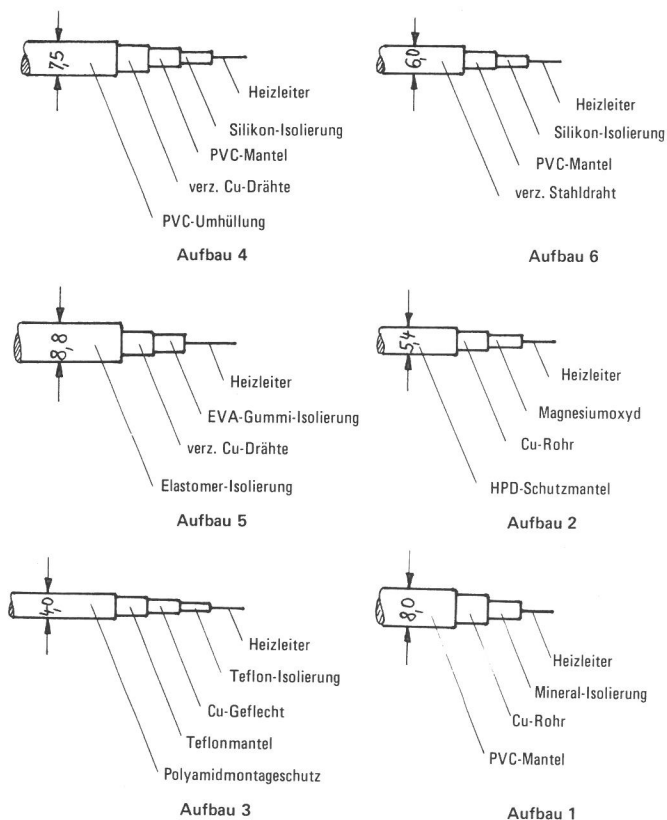 7,5
Heizleiter
Silikon-Isolierung
PVC-Mantel
verz. Cu-Drähte
PVC-Umhüllung
Aufbau 4
6,0
Heizleiter
Silikon-Isolierung
PVC-Mantel
verz. Stahldraht
Aufbau 6
8,8
Heizleiter
EVA-Gummi-Isolierung
verz. Cu-Drähte
Elastomer-Isolierung
Aufbau 5
5,4
Heizleiter
Magnesiumoxyd
Cu-Rohr
HPD-Schutzmantel
Aufbau 2
4,0
Heizleiter
Teflon-Isolierung
Cu-Geflecht
Teflonmantel
Polyamidmontageschutz
Aufbau 3
8,0
Heizleiter
Mineral-Isolierung
Cu-Rohr
PVC-Mantel
Aufbau 1